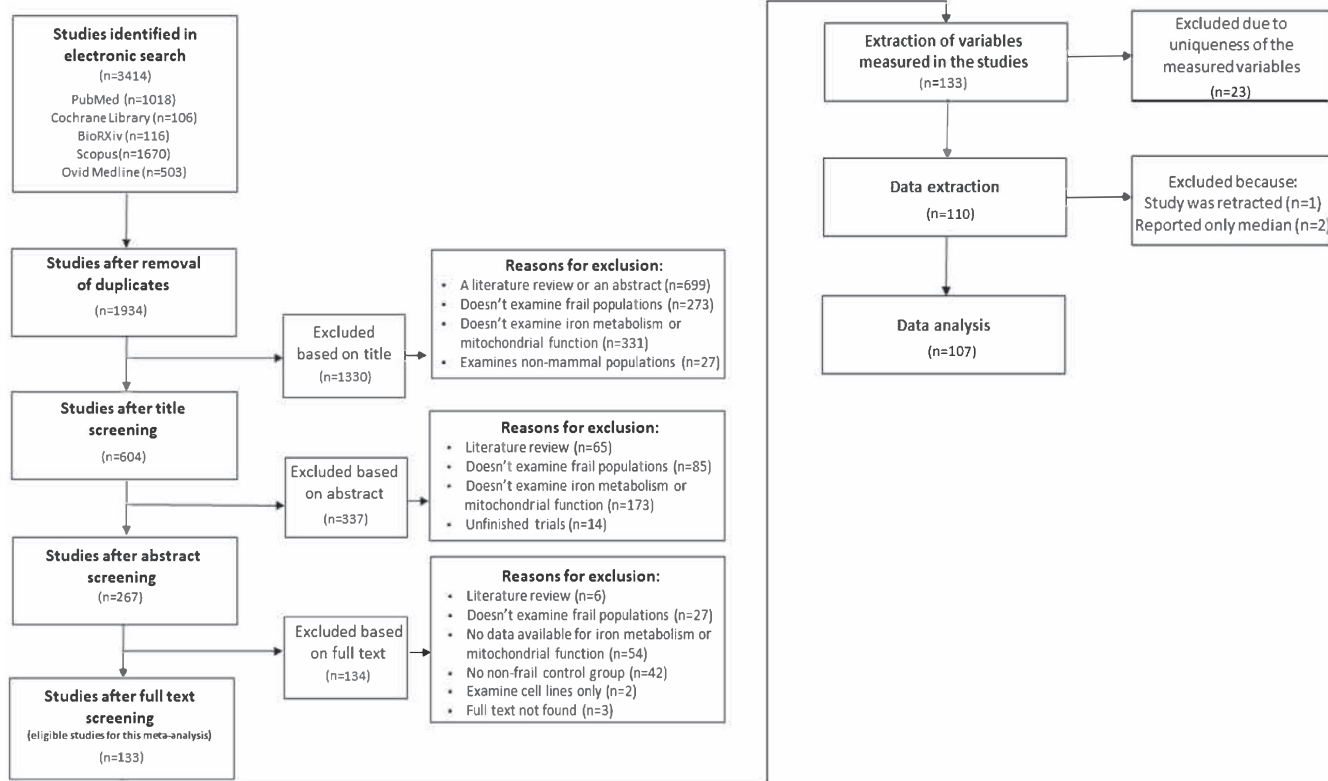 Studies identified in
electronic search
(n=3414)
PubMed (n=1018)
Cochrane Library (n=106)
BioRXiv (n=116)
Scopus(n=1670)
Ovid Medline (n=503)
Studies after removal
of duplicates
(n=1934)
Excluded
based on title
(n=1330)
Reasons for exclusion:
• A literature review or an abstract (n=699)
• Doesn't examine frail populations (n=273)
• Doesn't examine iron metabolism or
mitochondrial function (n=331)
• Examines non-mammal populations (n=27)
Studies after title
screening
(n=604)
Excluded based
on abstract
(n=337)
Reasons for exclusion:
• Literature review (n=65)
• Doesn't examine frail populations (n=85)
• Doesn't examine iron metabolism or
mitochondrial function (n=173)
• Unfinished trials (n=14)
Studies after abstract
screening
(n=267)
Excluded based
on full text
(n=134)
Reasons for exclusion:
• Literature review (n=6)
• Doesn't examine frail populations (n=27)
• No data available for iron metabolism or
mitochondrial function (n=54)
• No non-frail control group (n=42)
• Examine cell lines only (n=2)
• Full text not found (n=3)
Studies after full text
screening
(eligible studies for this meta-analysis)
(n=133)
Extraction of variables
measured in the studies
(n=133)
Excluded due to
uniqueness of the
measured variables
(n=23)
Data extraction
(n=110)
Excluded because:
Study was retracted (n=1)
Reported only median (n=2)
Data analysis
(n=107)